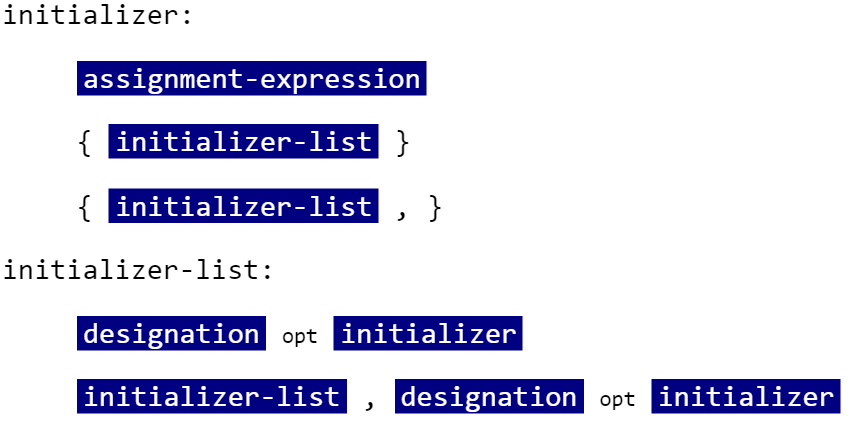 initializer:
assignment-expression
{ initializer-list }
{ initializer-list , }
initializer-list:
designation opt initializer
initializer-list , designation opt initializer